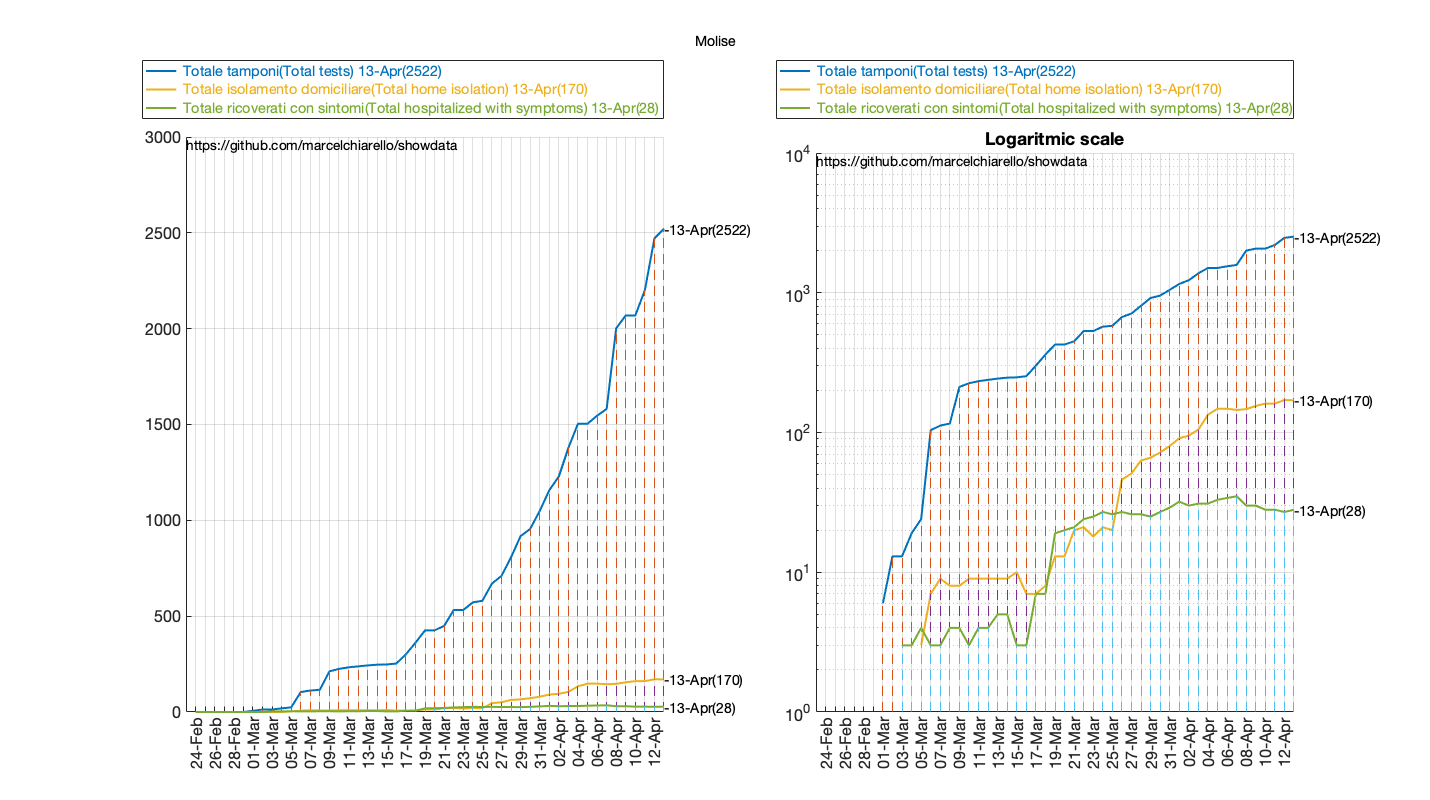 Molise
Totale tamponi(Total tests) 13-Apr(2522)
Totale isolamento domiciliare(Total home isolation) 13-Apr(170)
Totale ricoverati con sintomi(Total hospitalized with symptoms) 13-Apr(28)
https://github.com/marcelchiarello/showdata
3000
2500
2000
1500
1000
500
0
-13-Apr(2522)
-13-Apr(170)
-13-Apr(28)
24-Feb
26-Feb
28-Feb
01-Mar
03-Mar
05-Mar
07-Mar
09-Mar
11-Mar
13-Mar
15-Mar
17-Mar
19-Mar
21-Mar
23-Mar
25-Mar
27-Mar
29-Mar
31-Mar
02-Apr
04-Apr
06-Apr
08-Apr
10-Apr
12-Apr
Totale tamponi(Total tests) 13-Apr(2522)
Totale isolamento domiciliare(Total home isolation) 13-Apr(170)
Totale ricoverati con sintomi(Total hospitalized with symptoms) 13-Apr(28)
Logaritmic scale
https://github.com/marcelchiarello/showdata
10^4
10^3
10^2
10^1
10^0
-13-Apr(2522)
-13-Apr(170)
-13-Apr(28)
24-Feb
26-Feb
28-Feb
01-Mar
03-Mar
05-Mar
07-Mar
09-Mar
11-Mar
13-Mar
15-Mar
17-Mar
19-Mar
21-Mar
23-Mar
25-Mar
27-Mar
29-Mar
31-Mar
02-Apr
04-Apr
06-Apr
08-Apr
10-Apr
12-Apr